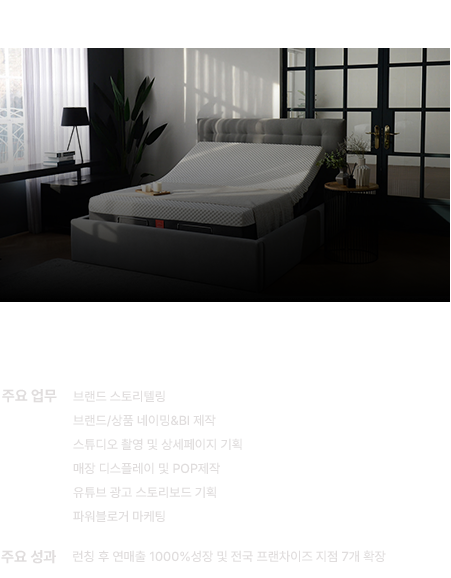 주요 업무 브랜드 스토리텔링
브랜드/상품 네이밍&BI 제작
스튜디오 촬영 및 상세페이지 기획
매장 디스플레이 및 POP제작
유튜브 광고 스토리보드 기획
파워블로거 마케팅
주요 성과 런칭 후 연매출 1000%성장 및 전국 프랜차이즈 지점 7개 확장